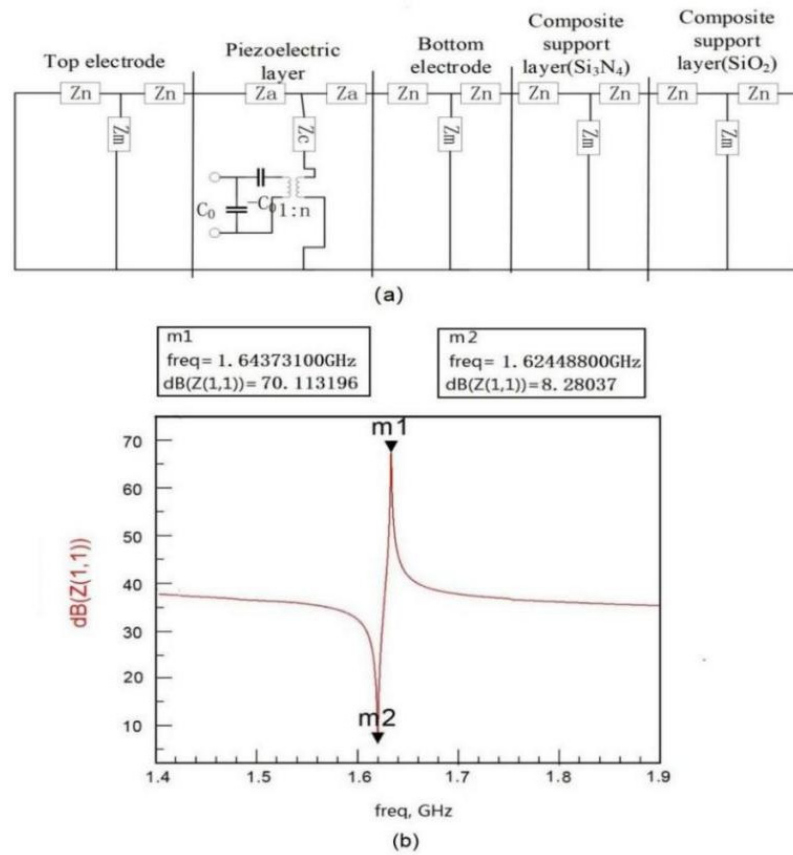 Top electrode
Piezoelectric
layer
Bottom
electrode
Composite
support
layer(Si₃N₄)
Composite
support
layer(SiO₂)
Zn Zn Za Za Zn Zn Zn Zn Zn Zn
Zm Zc Zm Zm Zm
C₀ -C₀ 1:n
(a)
m1
freq= 1.64373100GHz
dB(Z(1,1))=70.113196
m2
freq= 1.62448800GHz
dB(Z(1,1))=8.28037
m1
m2
dB(Z(1,1))
70
60
50
40
30
20
10
1.4 1.5 1.6 1.7 1.8 1.9
freq, GHz
(b)